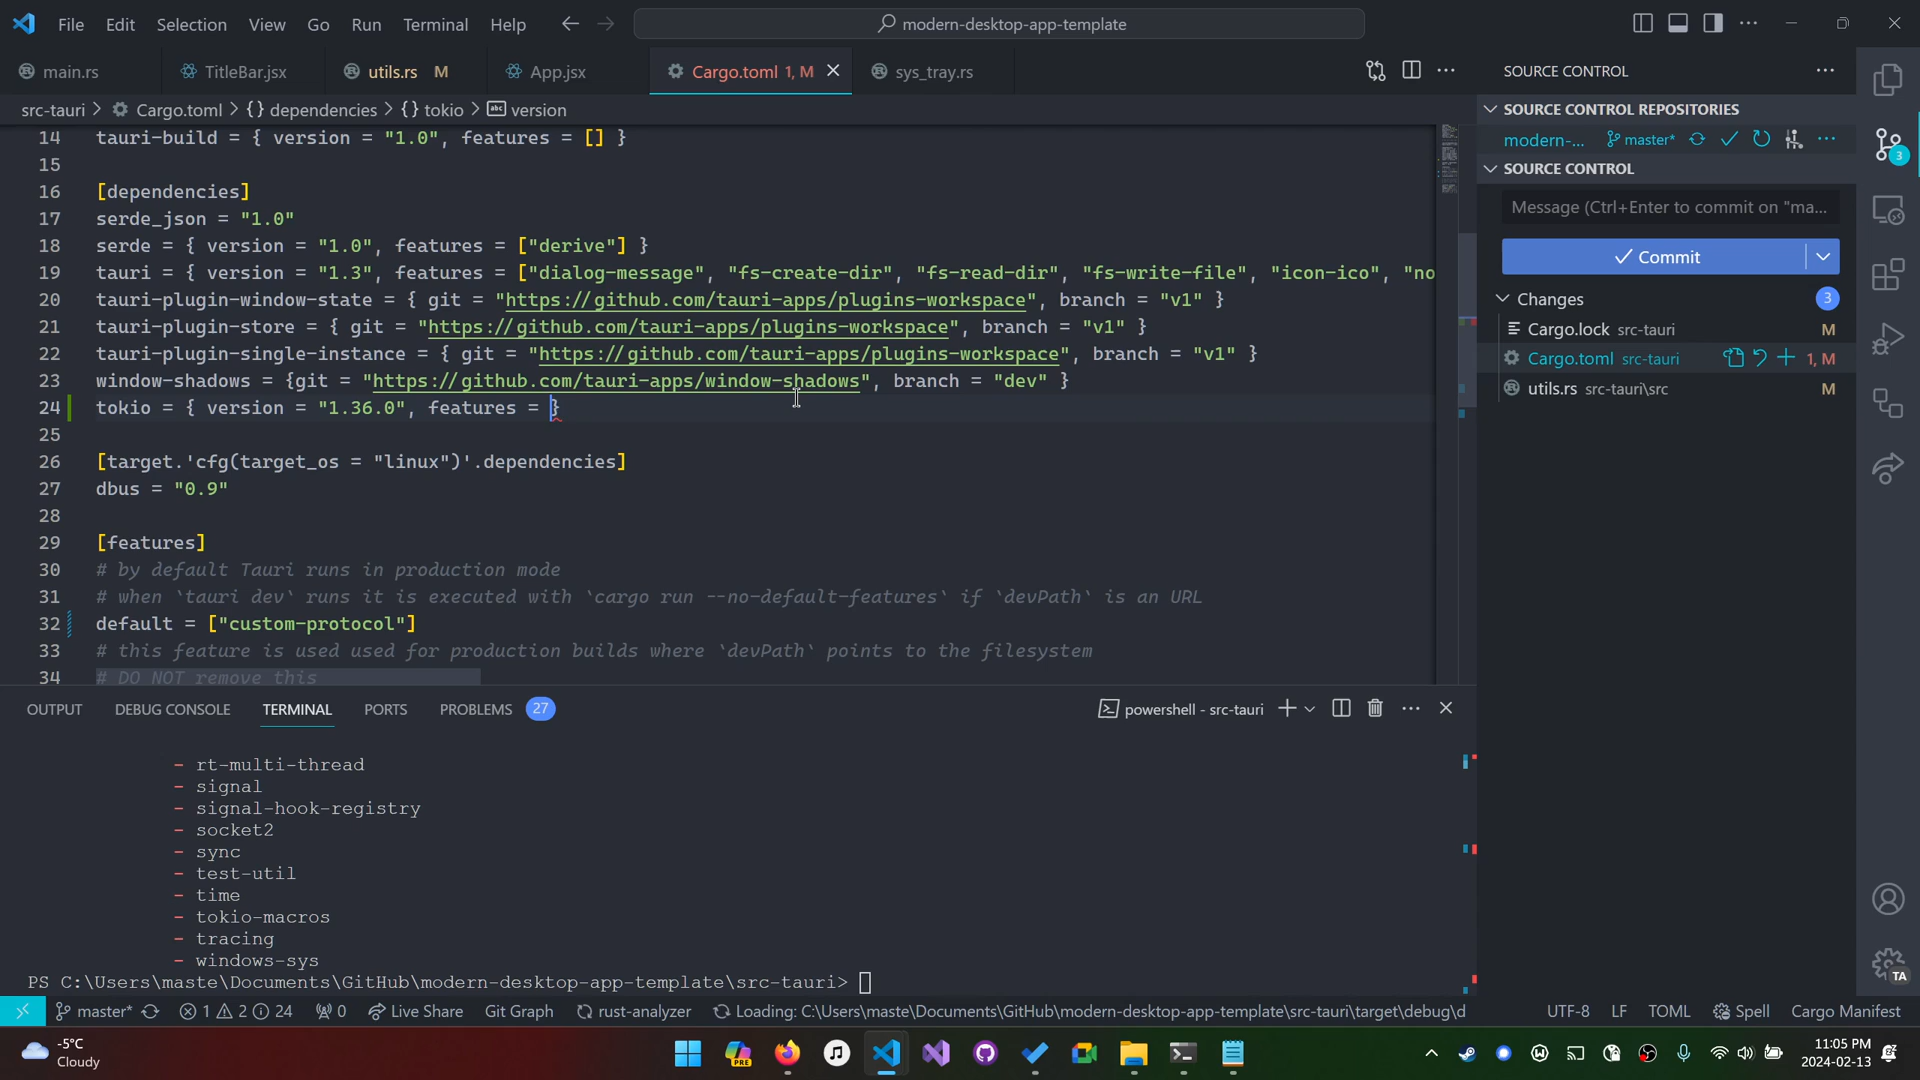 File Edit Selection View Go Run Terminal Help
modern-desktop-app-template
main.rs
TitleBar.jsx
utils.rs M
App.jsx
Cargo.toml 1, M
sys_tray.rs
src-tauri > Cargo.toml > {} dependencies > {} tokio > version
14 tauri-build = { version = "1.0", features = [] }
15
16 [dependencies]
17 serde_json = "1.0"
18 serde = { version = "1.0", features = ["derive"] }
19 tauri = { version = "1.3", features = ["dialog-message", "fs-create-dir", "fs-read-dir", "fs-write-file", "icon-ico", "no
20 tauri-plugin-window-state = { git = "https://github.com/tauri-apps/plugins-workspace", branch = "v1" }
21 tauri-plugin-store = { git = "https://github.com/tauri-apps/plugins-workspace", branch = "v1" }
22 tauri-plugin-single-instance = { git = "https://github.com/tauri-apps/plugins-workspace", branch = "v1" }
23 window-shadows = {git = "https://github.com/tauri-apps/window-shadows", branch = "dev" }
24 tokio = { version = "1.36.0", features = }
25
26 [target.'cfg(target_os = "linux")'.dependencies]
27 dbus = "0.9"
28
29 [features]
30 # by default Tauri runs in production mode
31 # when `tauri dev` runs it is executed with `cargo run --no-default-features` if `devPath` is an URL
32 default = ["custom-protocol"]
33 # this feature is used used for production builds where `devPath` points to the filesystem
34 # DO NOT remove this
OUTPUT DEBUG CONSOLE TERMINAL PORTS PROBLEMS 27
powershell - src-tauri
- rt-multi-thread
- signal
- signal-hook-registry
- socket2
- sync
- test-util
- time
- tokio-macros
- tracing
- windows-sys
PS C:\Users\maste\Documents\GitHub\modern-desktop-app-template\src-tauri>
SOURCE CONTROL
SOURCE CONTROL REPOSITORIES
modern-... master*
SOURCE CONTROL
Message (Ctrl+Enter to commit on "ma...
Commit
Changes 3
Cargo.lock src-tauri M
Cargo.toml src-tauri 1, M
utils.rs src-tauri\src M
3
TA
master* 1 2 24 0 Live Share Git Graph rust-analyzer Loading: C:\Users\maste\Documents\GitHub\modern-desktop-app-template\src-tauri\target\debug\d UTF-8 LF TOML Spell Cargo Manifest
-5°C
Cloudy
PRE
11:05 PM
2024-02-13